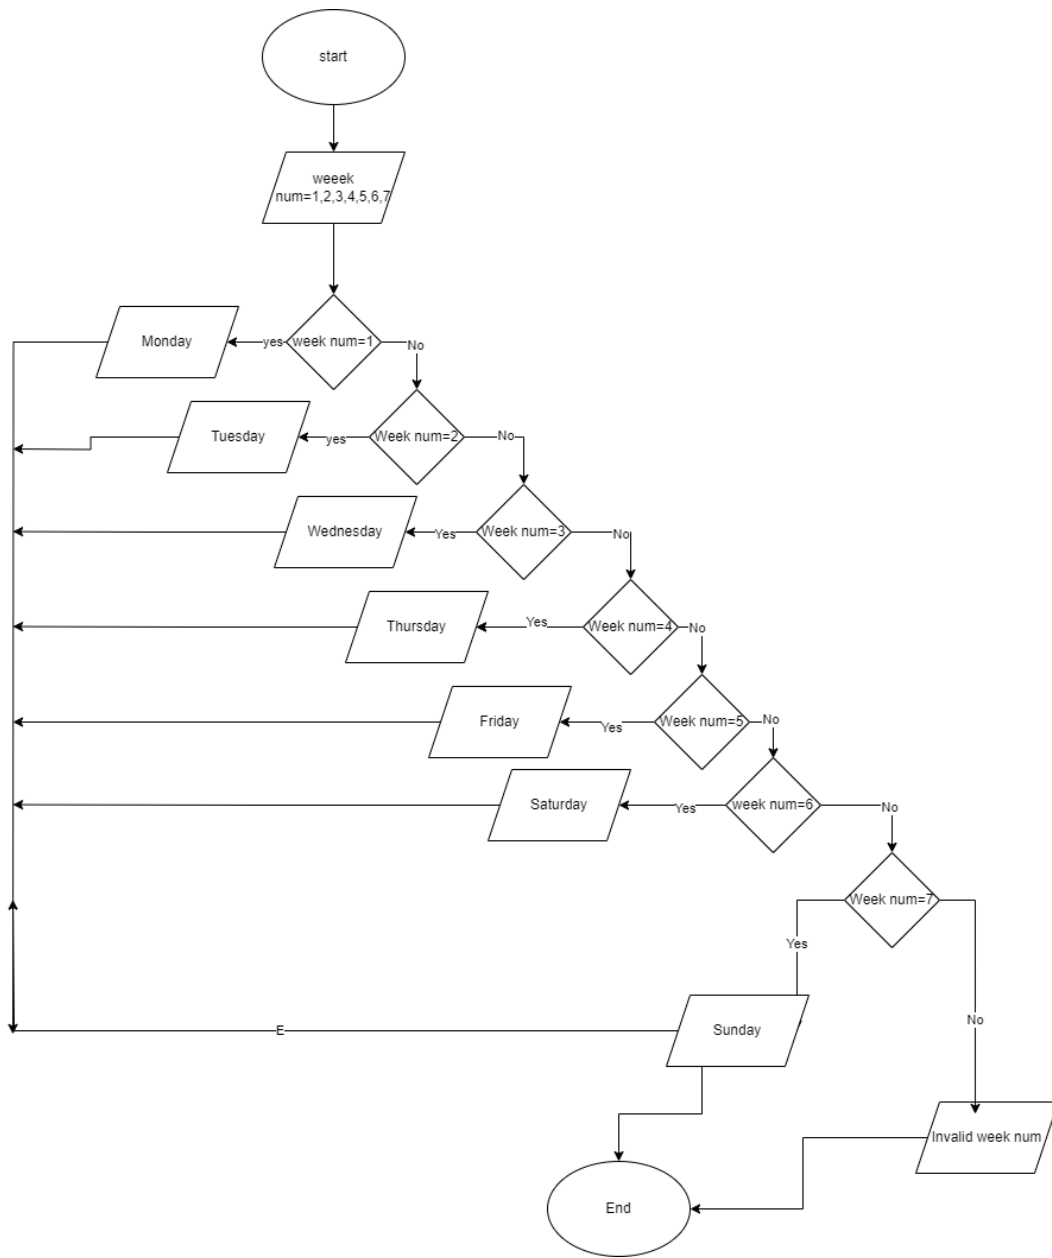 start
weeek
num=1,2,3,4,5,6,7
Monday
yes
week num=1
No
Tuesday
yes
Week num=2
No
Wednesday
Yes
Week num=3
No
Thursday
Yes
Week num=4
No
Friday
Yes
Week num=5
No
Saturday
Yes
week num=6
No
Week num=7
Yes
No
E
Sunday
Invalid week num
End